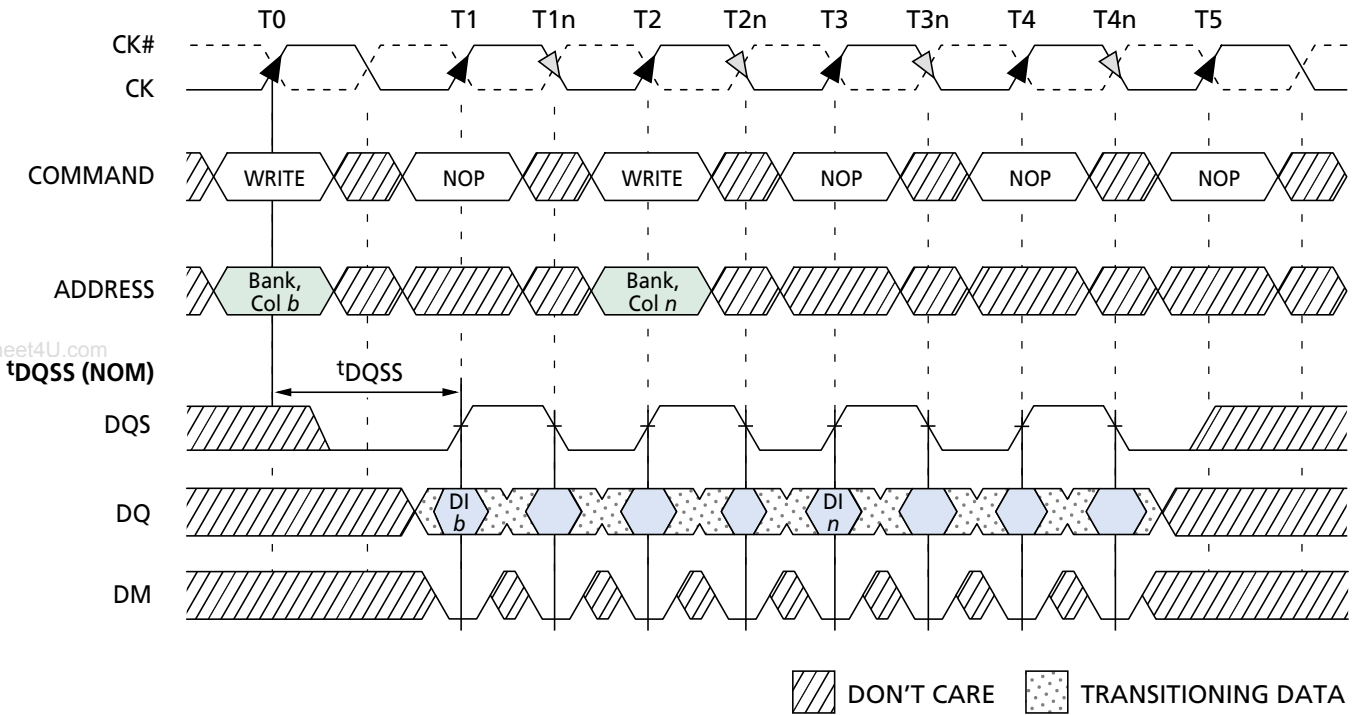 T0 T1 T1n T2 T2n T3 T3n T4 T4n T5
CK#
CK
COMMAND WRITE NOP WRITE NOP NOP NOP
ADDRESS Bank, Col b Bank, Col n
eet4U.com
tDQSS (NOM) tDQSS
DQS
DQ DI b DI n
DM
DON'T CARE TRANSITIONING DATA